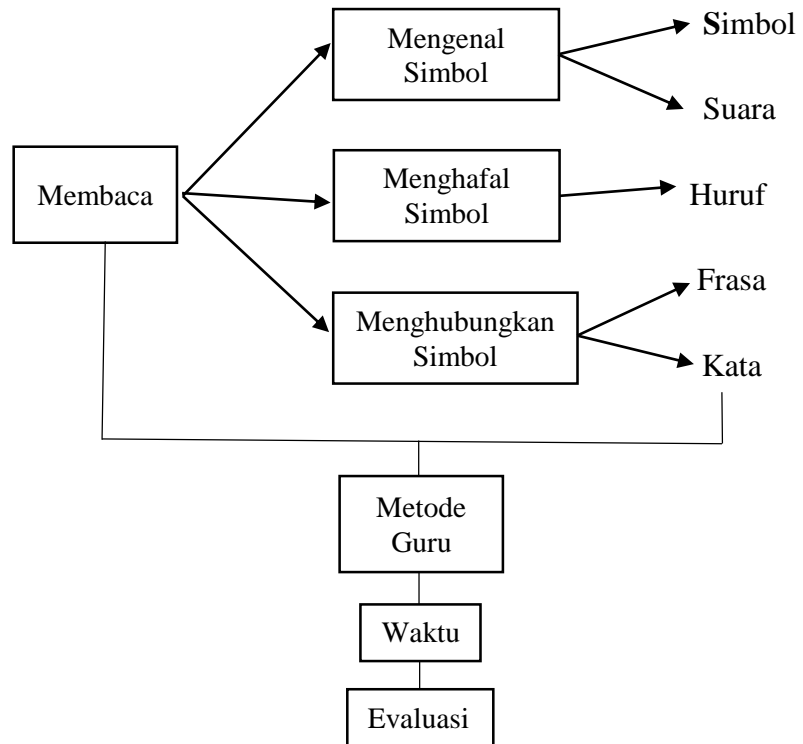 Mengenal
Simbol
Simbol
Suara
Membaca
Menghafal
Simbol
Huruf
Menghubungkan
Simbol
Frasa
Kata
Metode
Guru
Waktu
Evaluasi